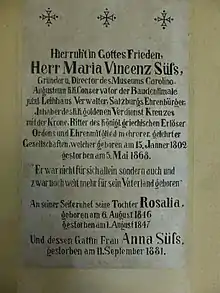 Hier ruht in Gottes Frieden,
Herr Maria Vincenz Süſs,
Gründer u. Director des Museums Carolino-
Augusteum k.k. Conservator der Baudenkmale
jubil. Leihhaus Verwalter, Salzburgs Ehrenbürger,
Inhaber des k.k. goldenen Verdienst Kreuzes
mit der Krone, Ritter des Königl. griechischen Erlöser
Ordens und Ehrenmitglied mehrerer gelehrter
Gesellschaften, welcher geboren am 15. Jänner 1802
gestorben am 5. Mai 1868.
"Er war nicht für sich allein sondern auch und
zwar noch weit mehr für sein Vaterland geboren"
An seiner Seite ruhet seine Tochter Rosalia,
geboren am 6. August 1846
gestorben am 1. August 1847
Und dessen Gattin Frau Anna Süſs,
gestorben am 11. September 1881.